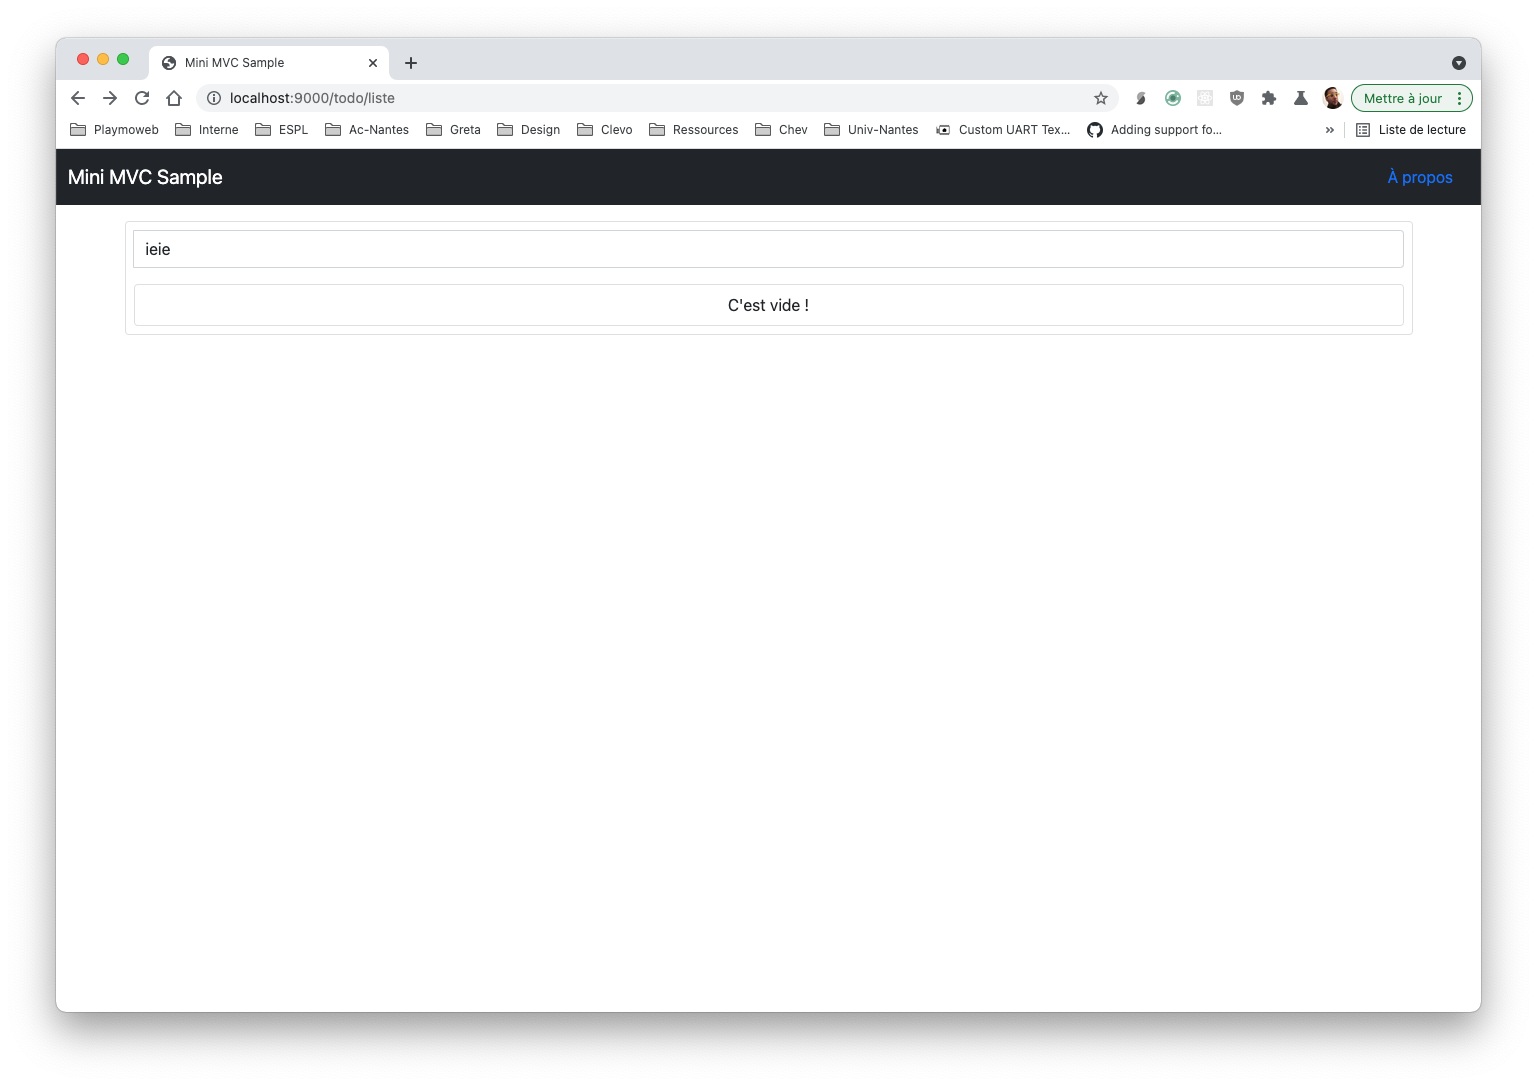 Mini MVC Sample
localhost:9000/todo/liste
Mettre à jour
Playmoweb Interne ESPL Ac-Nantes Greta Design Clevo Ressources Chev Univ-Nantes Custom UART Tex... Adding support fo... » Liste de lecture
Mini MVC Sample À propos
ieie
C'est vide !